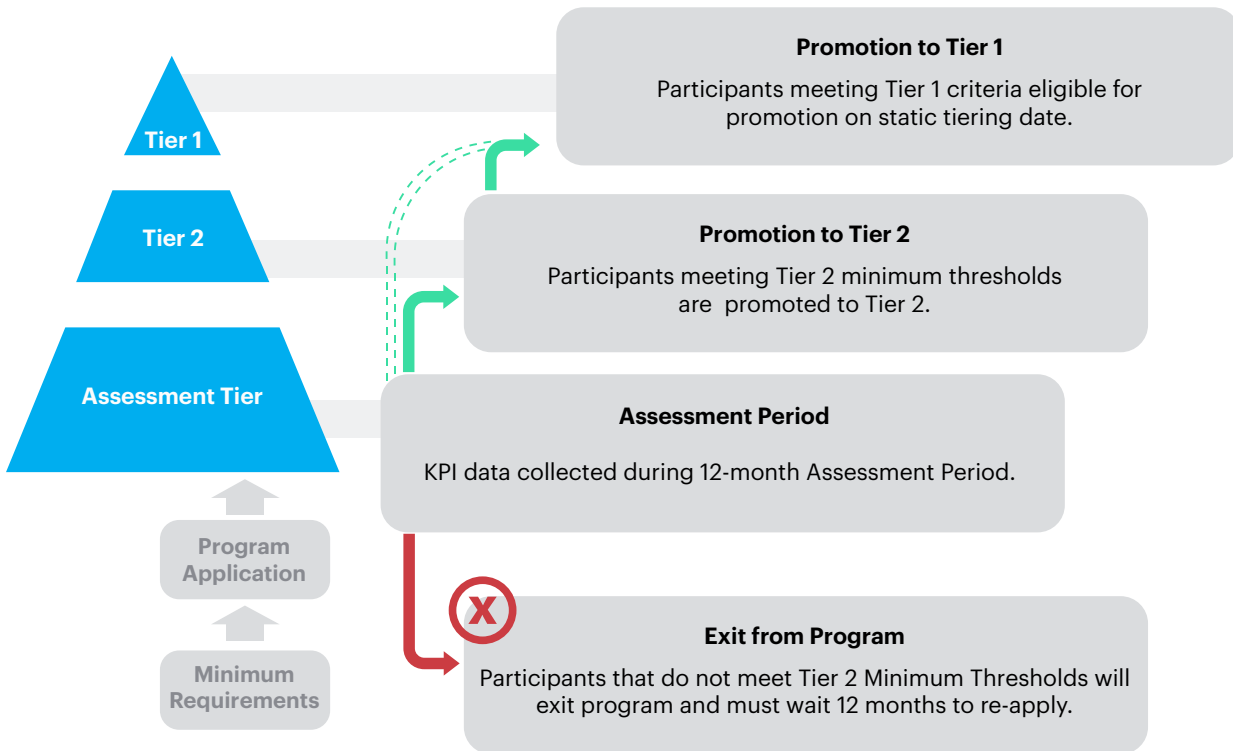 Promotion to Tier 1
Participants meeting Tier 1 criteria eligible for
promotion on static tiering date.
Tier 1
Promotion to Tier 2
Participants meeting Tier 2 minimum thresholds
are  promoted to Tier 2.
Tier 2
Assessment Tier
Assessment Period
KPI data collected during 12-month Assessment Period.
Program
Application
X
Exit from Program
Participants that do not meet Tier 2 Minimum Thresholds will
exit program and must wait 12 months to re-apply.
Minimum
Requirements